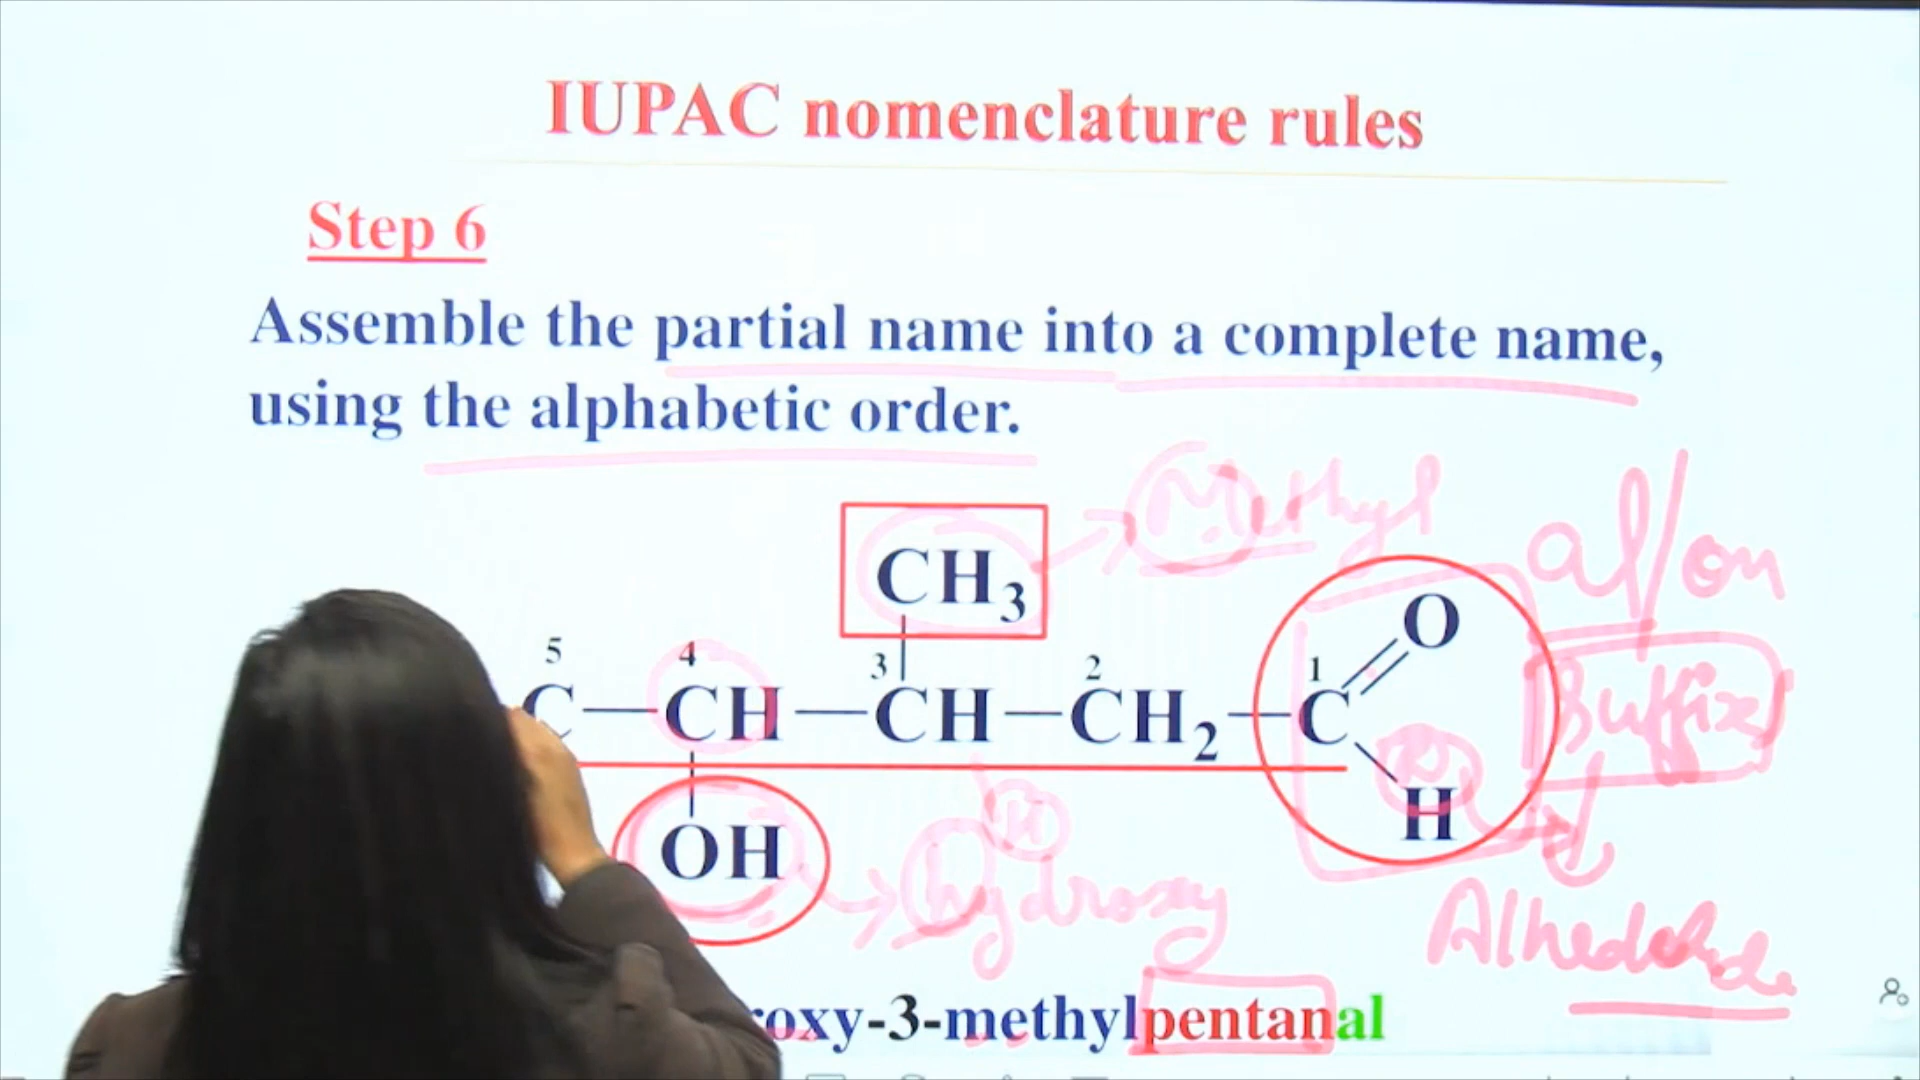 IUPAC nomenclature rules
Step 6
Assemble the partial name into a complete name,
using the alphabetic order.
Methyl
al/on
CH3
O
5 4 3 2 1
C—CH—CH—CH2—C
Suffix
H
H
OH
hydroxy
Alhedehyde
roxy-3-methylpentanal